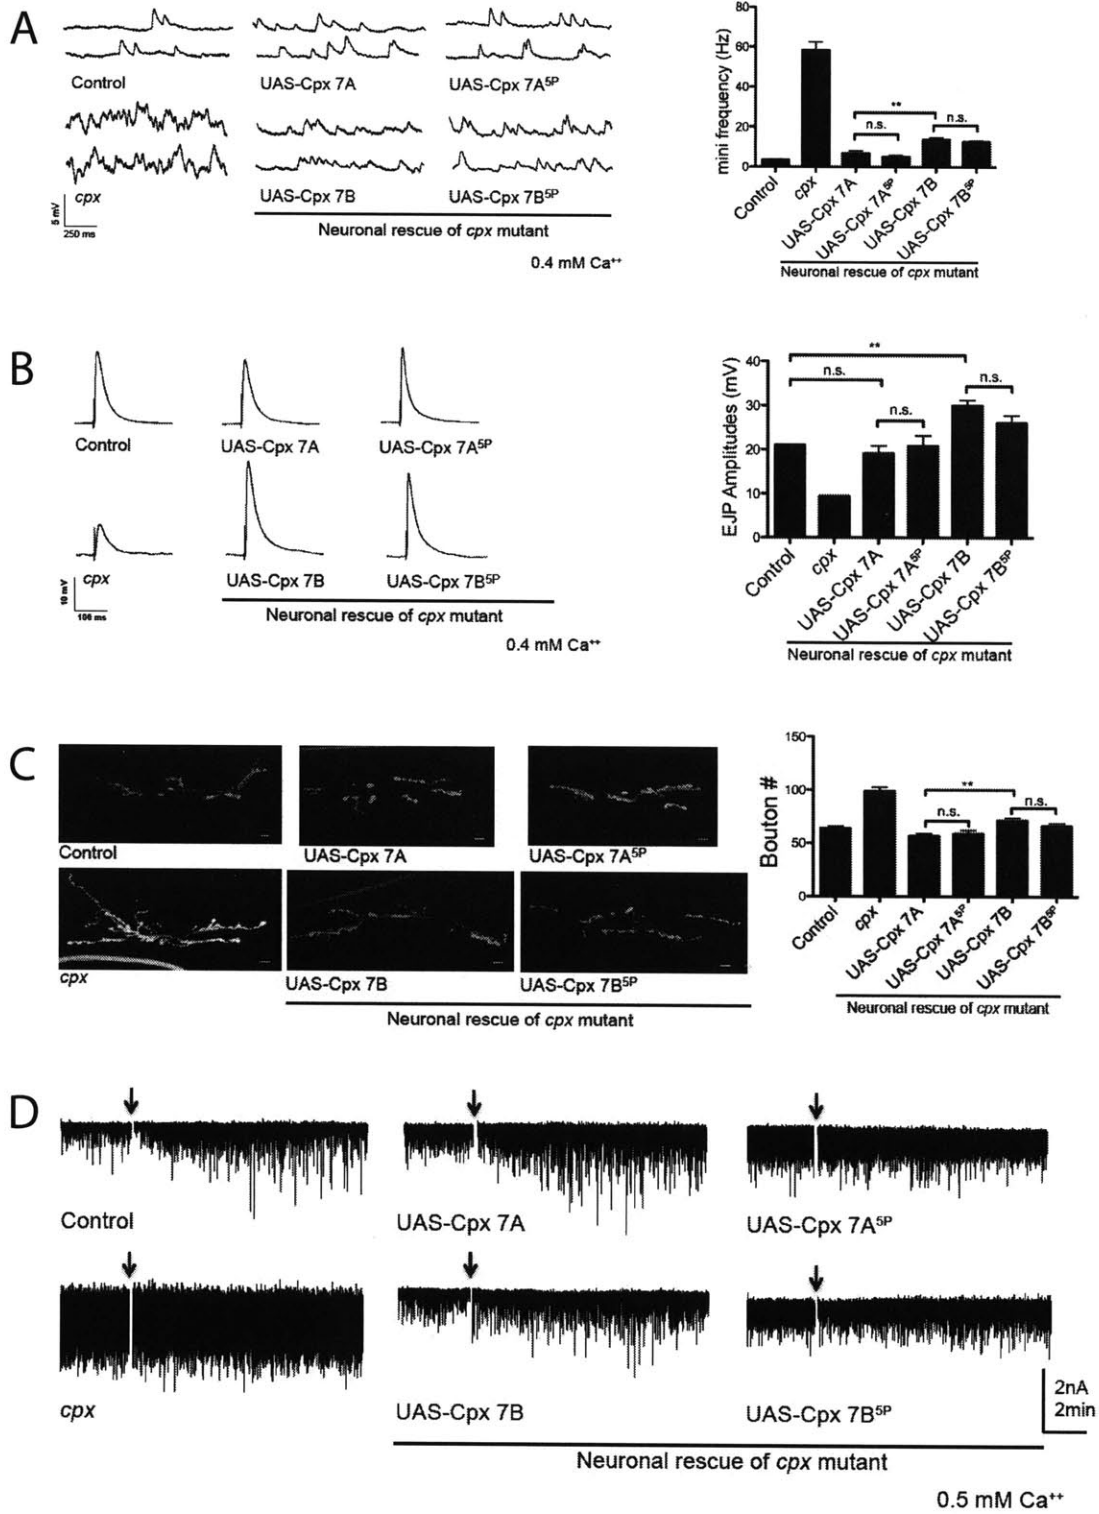 A
Control
UAS-Cpx 7A
UAS-Cpx 7A5P
cpx
UAS-Cpx 7B
UAS-Cpx 7B5P
5 mV
250 ms
Neuronal rescue of cpx mutant
0.4 mM Ca++
mini frequency (Hz)
80
60
40
20
0
**
n.s.
n.s.
Control
cpx
UAS-Cpx 7A
UAS-Cpx 7A5P
UAS-Cpx 7B
UAS-Cpx 7B5P
Neuronal rescue of cpx mutant
B
Control
UAS-Cpx 7A
UAS-Cpx 7A5P
cpx
UAS-Cpx 7B
UAS-Cpx 7B5P
10 mV
Neuronal rescue of cpx mutant
0.4 mM Ca++
EJP Amplitudes (mV)
40
30
20
10
0
**
n.s.
n.s.
n.s.
Control
cpx
UAS-Cpx 7A
UAS-Cpx 7A5P
UAS-Cpx 7B
UAS-Cpx 7B5P
Neuronal rescue of cpx mutant
C
Control
UAS-Cpx 7A
UAS-Cpx 7A5P
cpx
UAS-Cpx 7B
UAS-Cpx 7B5P
Neuronal rescue of cpx mutant
Bouton #
150
100
50
0
**
n.s.
n.s.
Control
cpx
UAS-Cpx 7A
UAS-Cpx 7A5P
UAS-Cpx 7B
UAS-Cpx 7B5P
Neuronal rescue of cpx mutant
D
Control
UAS-Cpx 7A
UAS-Cpx 7A5P
cpx
UAS-Cpx 7B
UAS-Cpx 7B5P
2nA
2min
Neuronal rescue of cpx mutant
0.5 mM Ca++